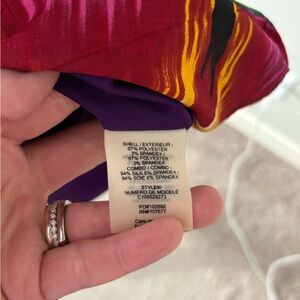 SHELL / EXTERIEUR :
97% POLYESTER
3% SPANDEX /
97% POLYESTER
3% SPANDEX
COMBO / COMBO :
94% SILK 6% SPANDEX /
94% SOIE 6% SPANDEX
STYLE#/
NUMERO DE MODELE
C105529273
PO#102892
RN#107677
Care